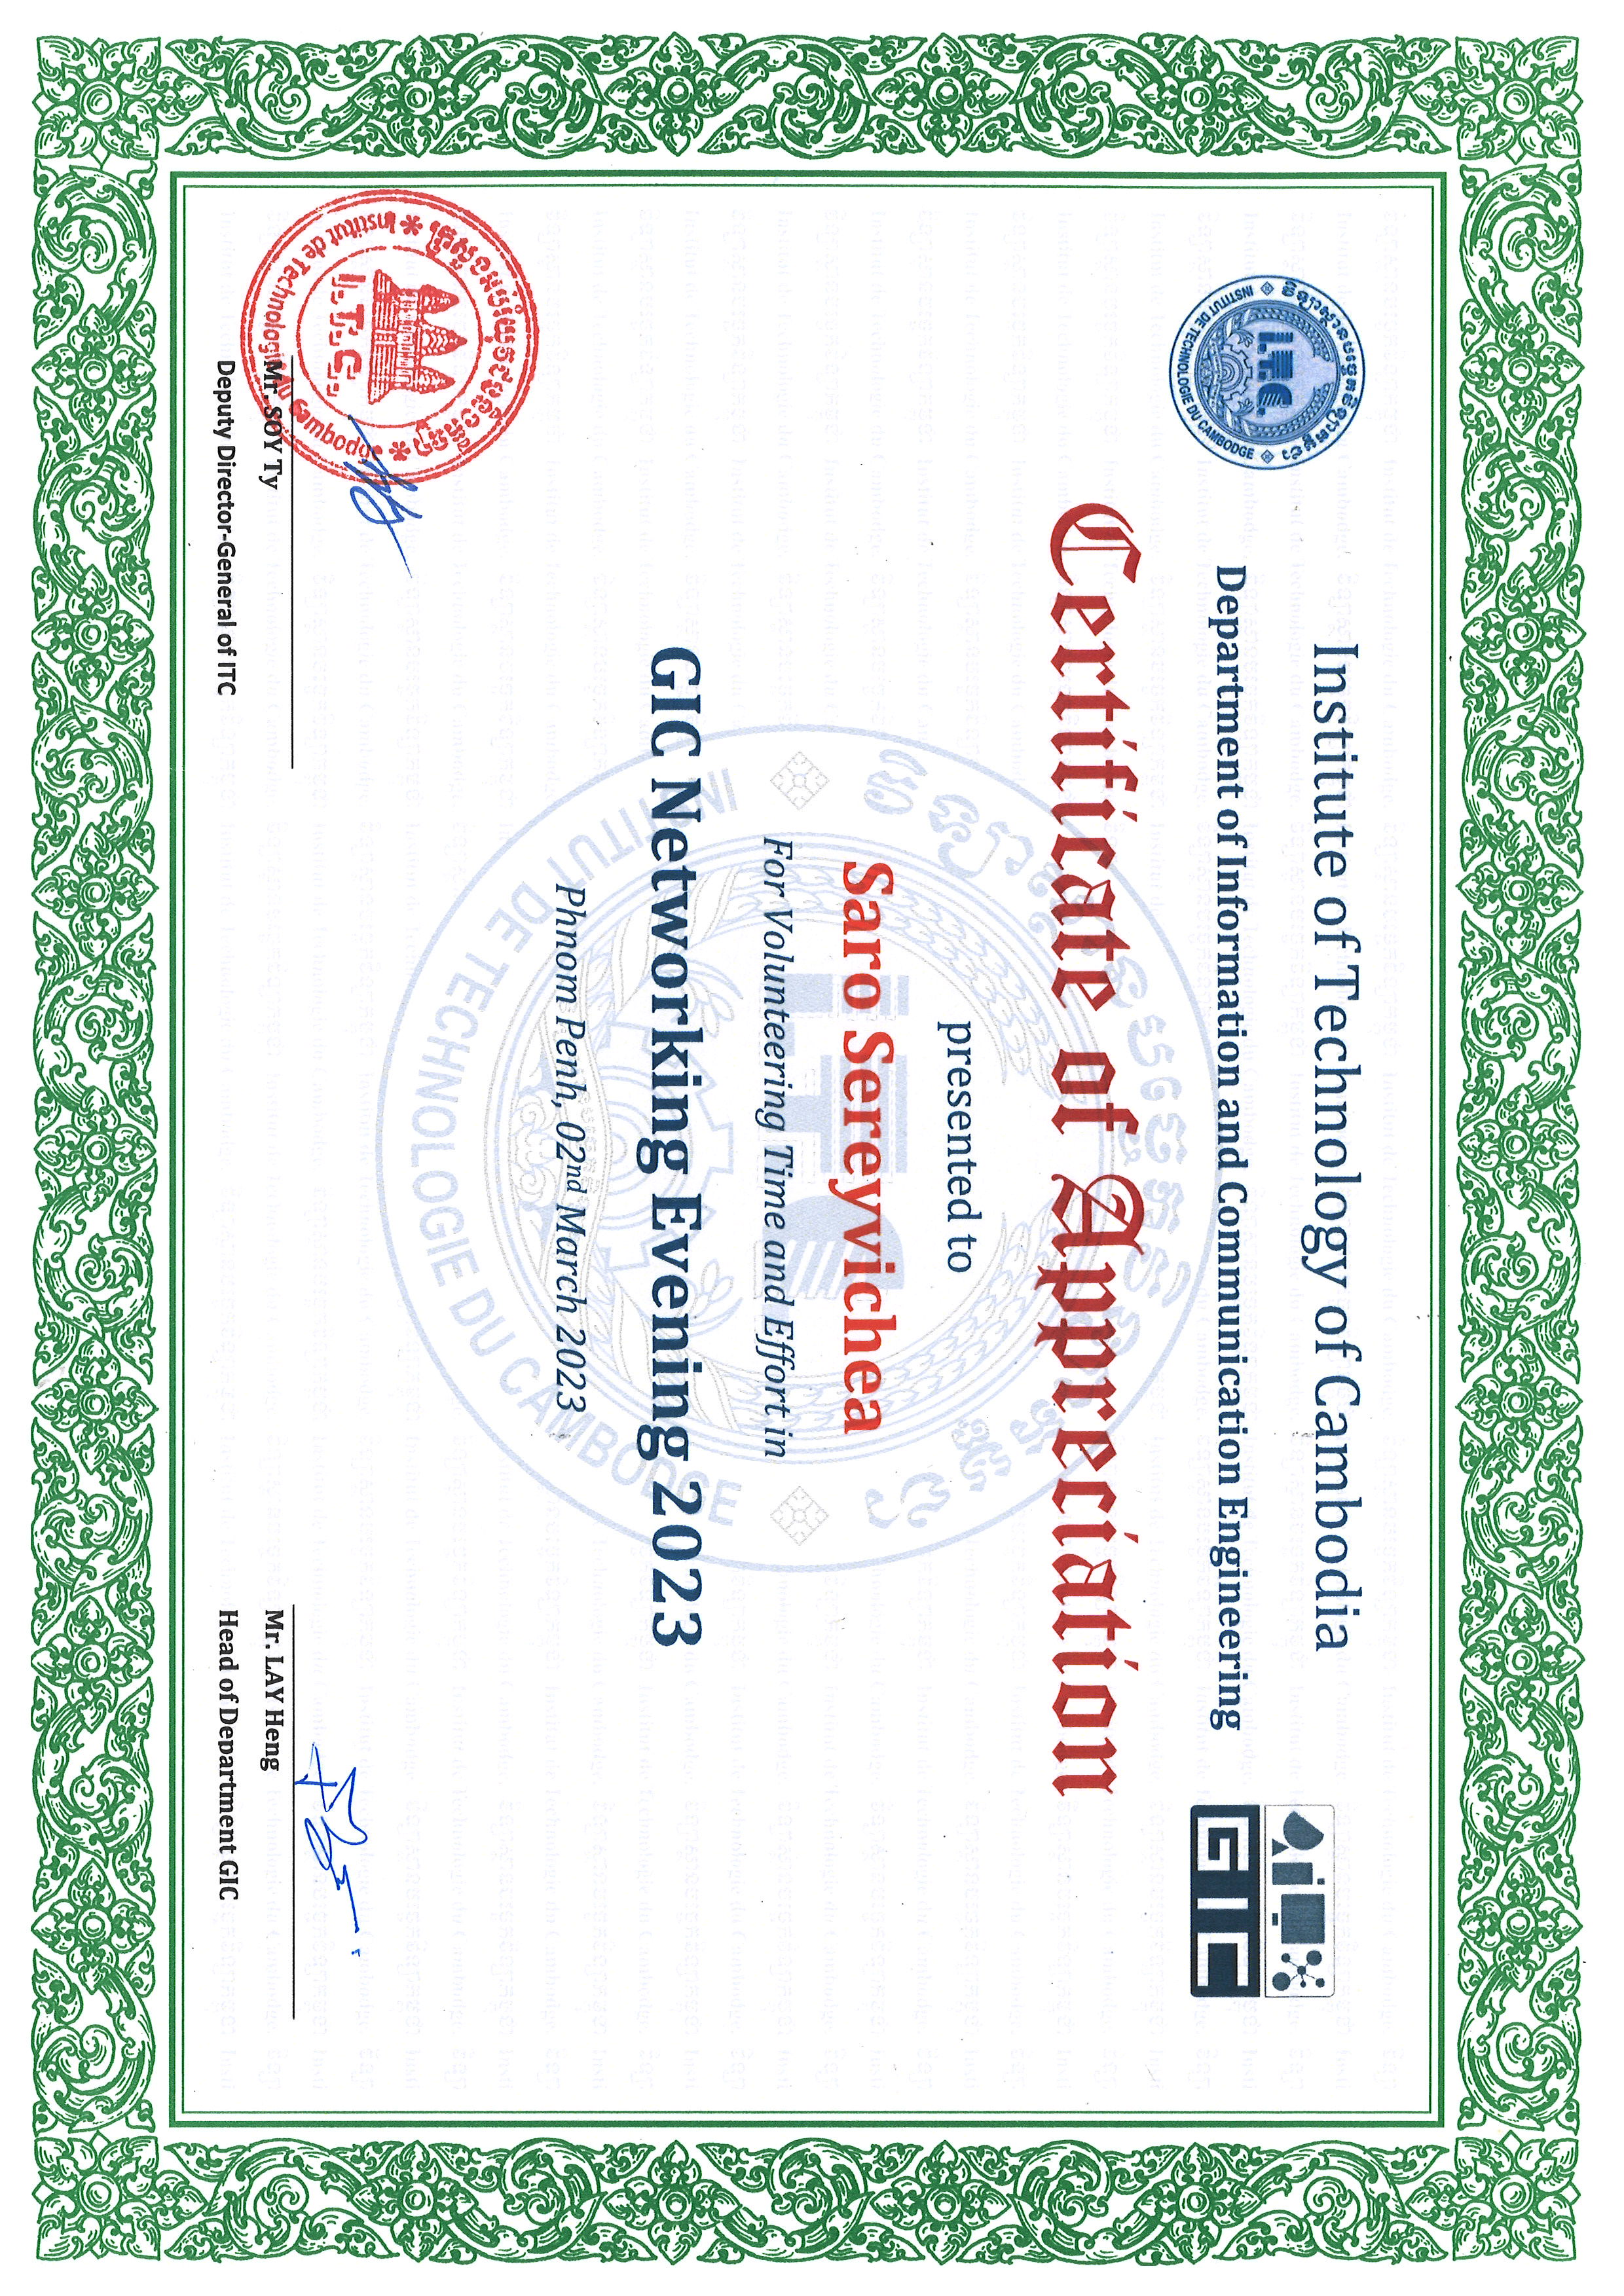 Institute of Technology of Cambodia
Department of Information and Communication Engineering
I.T.C.
INSTITUT DE TECHNOLOGIE DU CAMBODGE
GIC
Certificate of Appreciation
presented to
Saro Sereyvichea
For Volunteering Time and Effort in
GIC Networking Evening 2023
Phnom Penh, 02nd March 2023
ITC
INSTITUT DE TECHNOLOGIE DU CAMBODGE
I.T.C.
Institut de Technologie du Cambodge
Mr. SOY Ty
Deputy Director-General of ITC
Mr. LAY Heng
Head of Department GIC